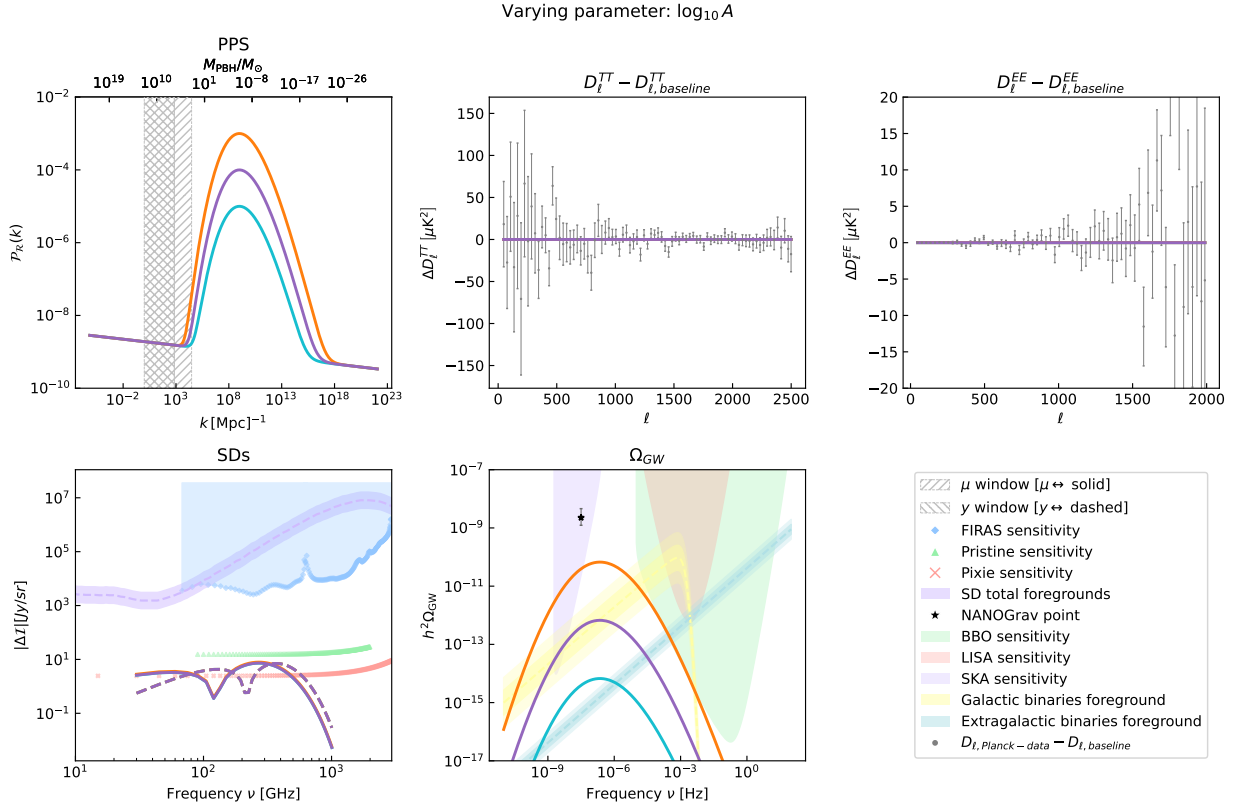 Varying parameter: log₁₀ A
PPS
M_PBH/M_⊙
10¹⁹ 10¹⁰ 10¹ 10⁻⁸ 10⁻¹⁷ 10⁻²⁶
10⁻²
10⁻⁴
10⁻⁶
10⁻⁸
10⁻¹⁰
P_R(k)
10⁻² 10³ 10⁸ 10¹³ 10¹⁸ 10²³
k [Mpc]⁻¹
D_ℓ^TT − D_ℓ,baseline^TT
150
100
50
0
−50
−100
−150
ΔD_ℓ^TT [μK²]
0 500 1000 1500 2000 2500
ℓ
D_ℓ^EE − D_ℓ,baseline^EE
20
15
10
5
0
−5
−10
−15
−20
ΔD_ℓ^EE [μK²]
0 500 1000 1500 2000
ℓ
SDs
10⁷
10⁵
10³
10¹
10⁻¹
|ΔI|[Jy/sr]
10¹ 10² 10³
Frequency ν [GHz]
Ω_GW
10⁻⁷
10⁻⁹
10⁻¹¹
10⁻¹³
10⁻¹⁵
10⁻¹⁷
h²Ω_GW
10⁻⁹ 10⁻⁶ 10⁻³ 10⁰
Frequency ν [Hz]
μ window [μ↔ solid]
y window [y↔ dashed]
FIRAS sensitivity
Pristine sensitivity
Pixie sensitivity
SD total foregrounds
NANOGrav point
BBO sensitivity
LISA sensitivity
SKA sensitivity
Galactic binaries foreground
Extragalactic binaries foreground
D_ℓ,Planck−data − D_ℓ,baseline